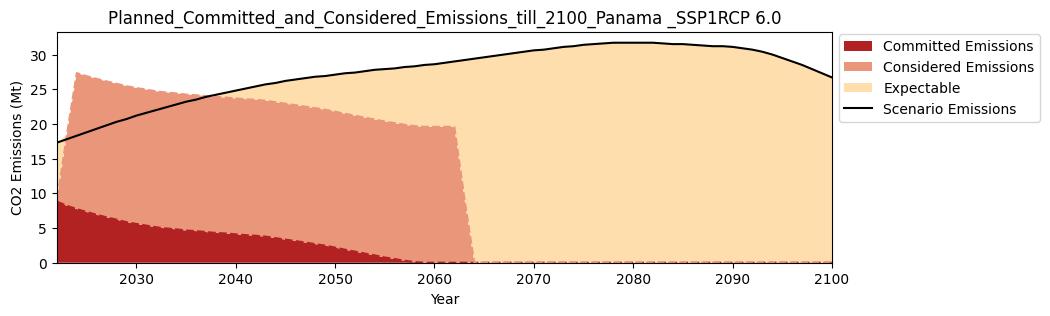 Planned_Committed_and_Considered_Emissions_till_2100_Panama _SSP1RCP 6.0
CO2 Emissions (Mt)
30
25
20
15
10
5
0
2030
2040
2050
2060
2070
2080
2090
2100
Year
Committed Emissions
Considered Emissions
Expectable
Scenario Emissions